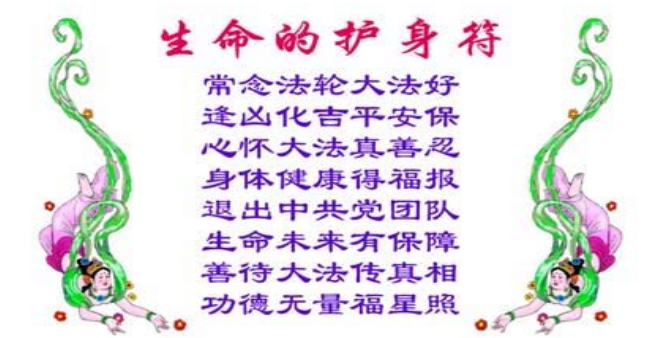 生命的护身符
常念法轮大法好
逢凶化吉平安保
心怀大法真善忍
身体健康得福报
退出中共党团队
生命未来有保障
善待大法传真相
功德无量福星照